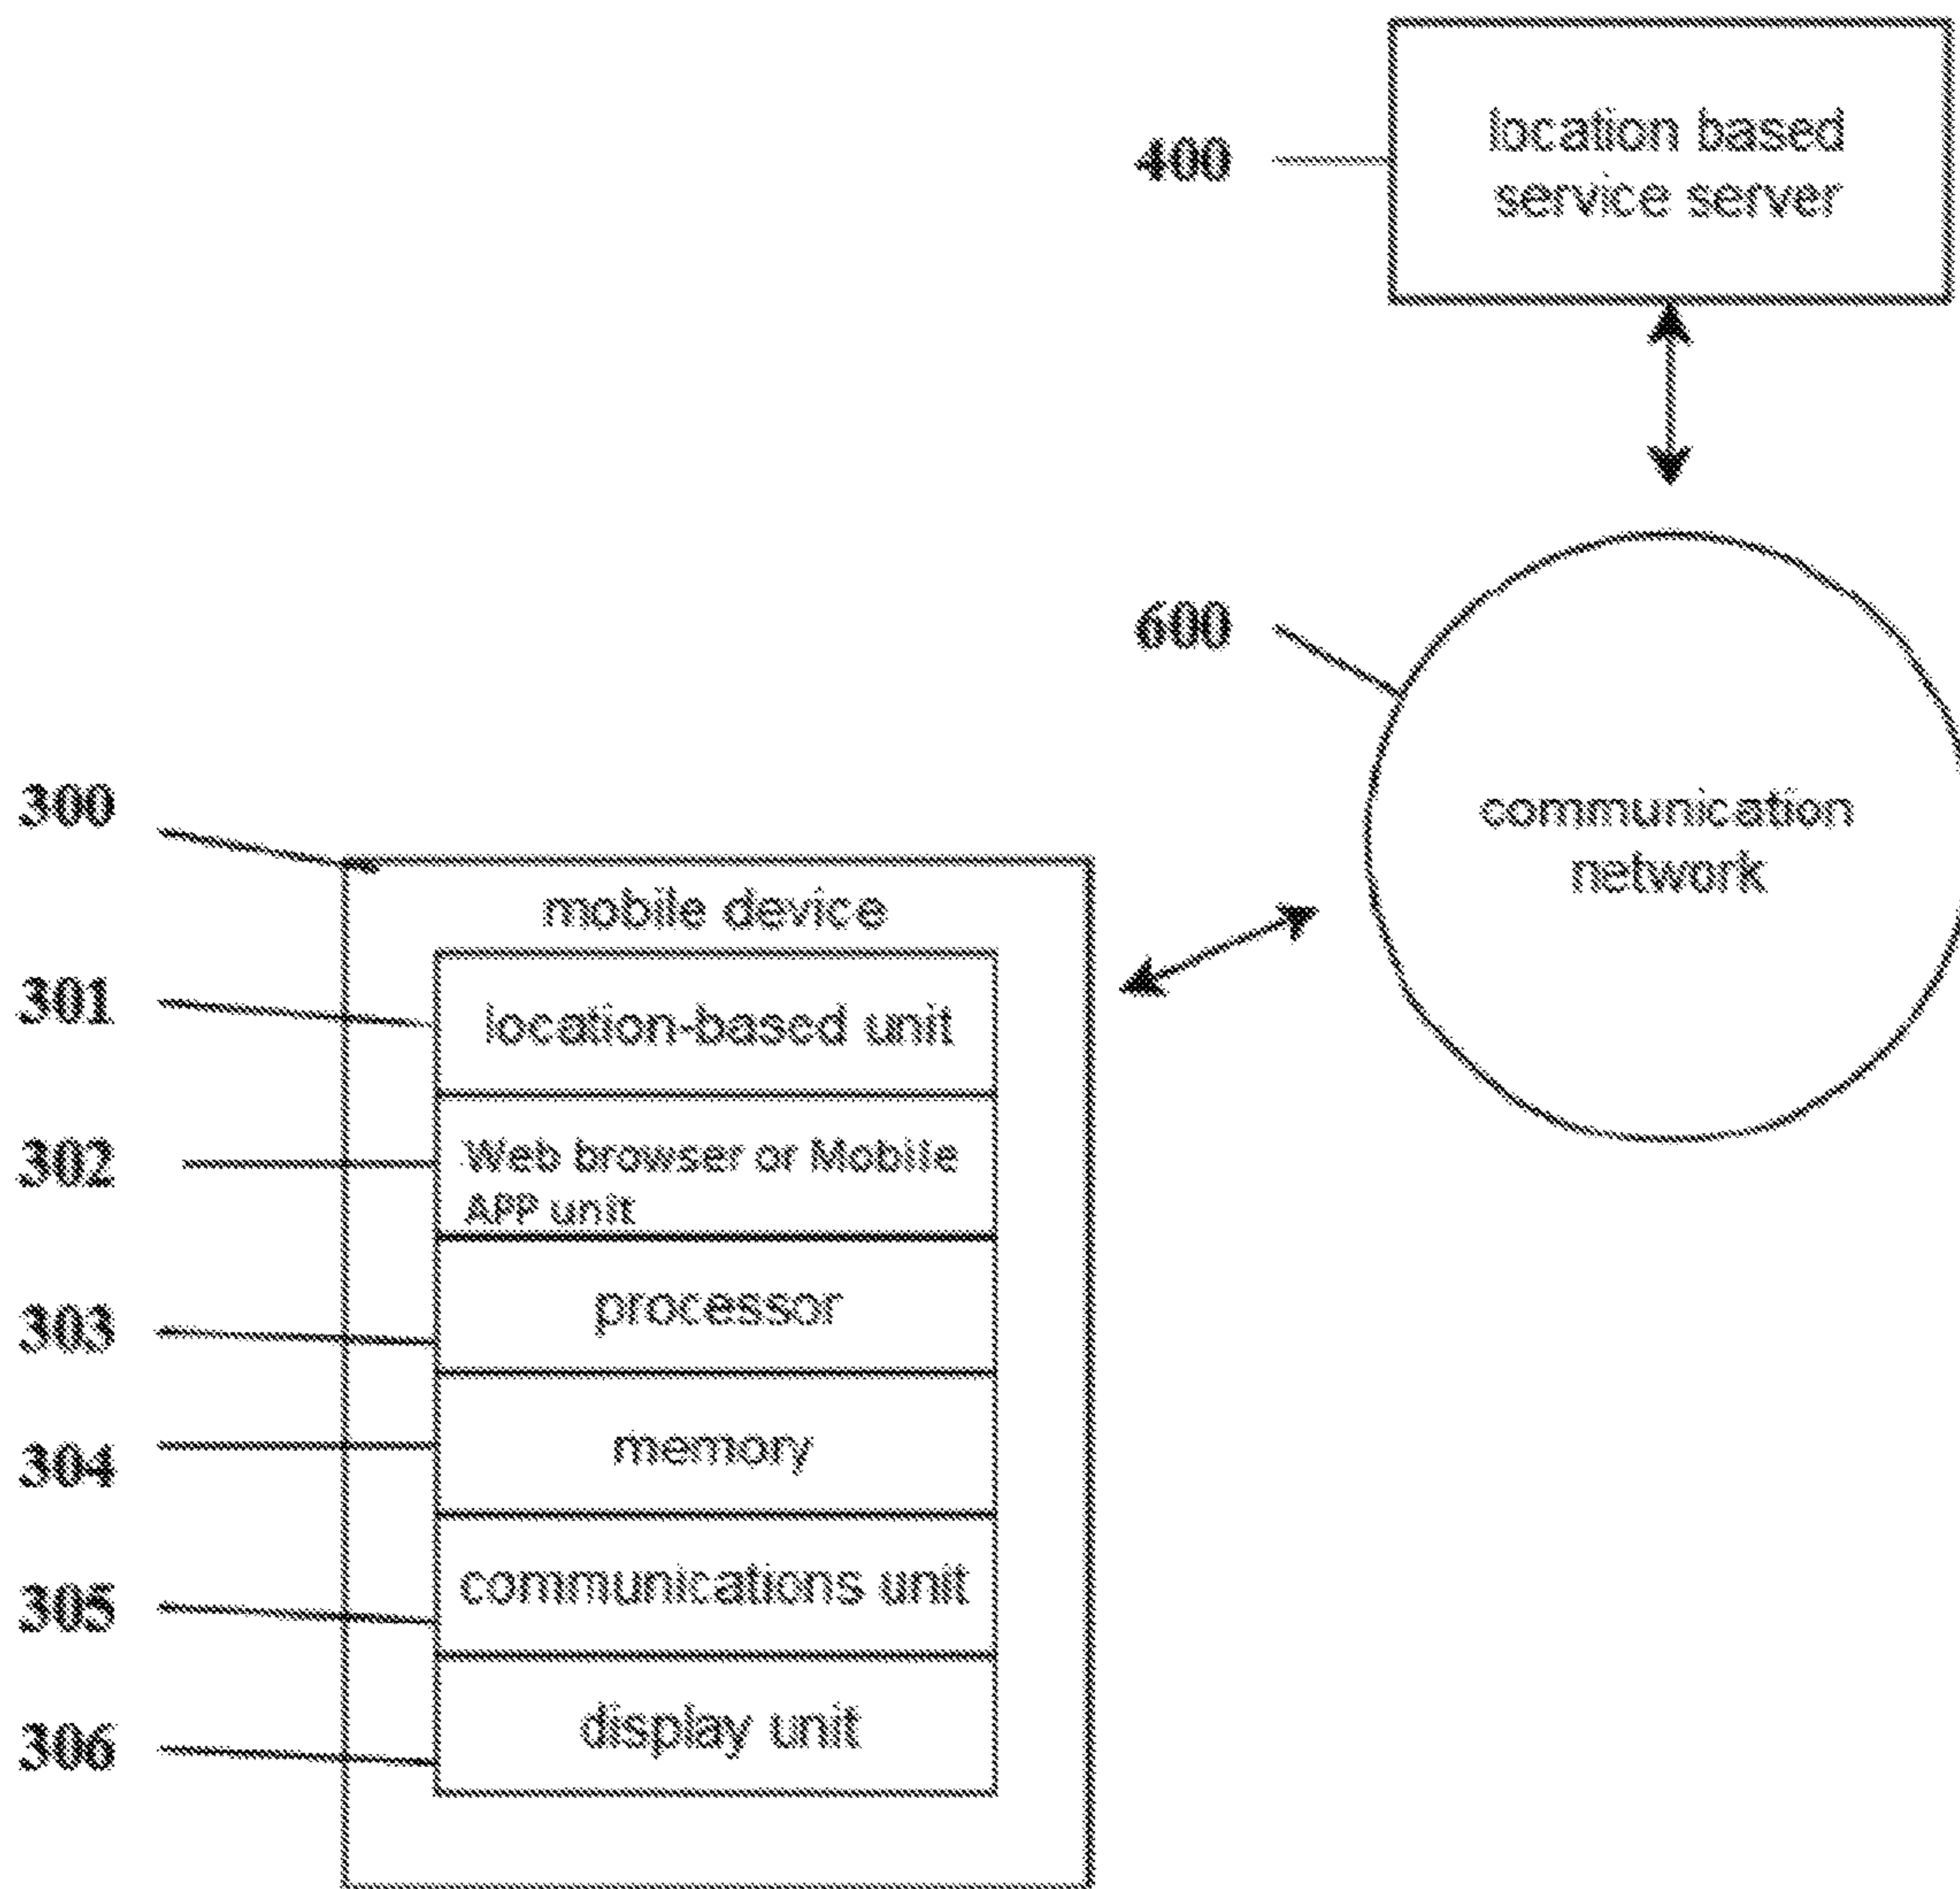 400
location based
service server
600
communication
network
300
mobile device
301
location-based unit
302
Web browser or Mobile
APP unit
303
processor
304
memory
305
communications unit
306
display unit